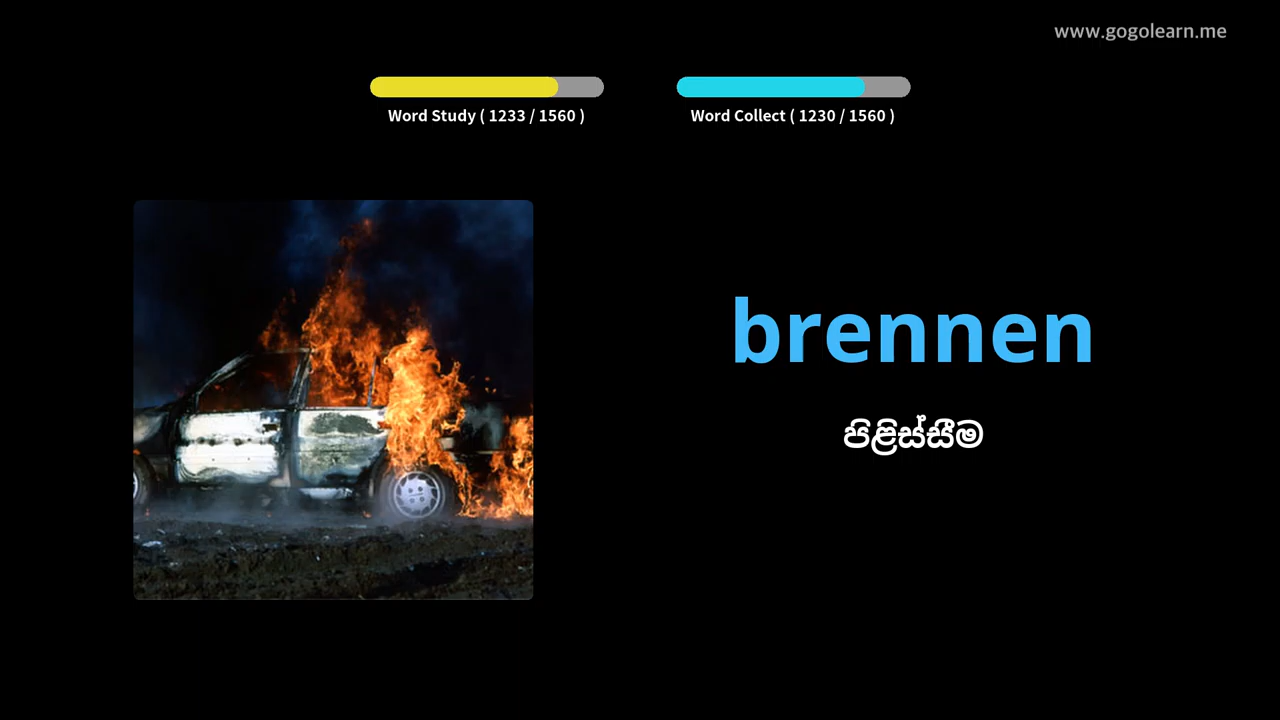 www.gogolearn.me
Word Study ( 1233 / 1560 )
Word Collect ( 1230 / 1560 )
brennen
පිළිස්සීම